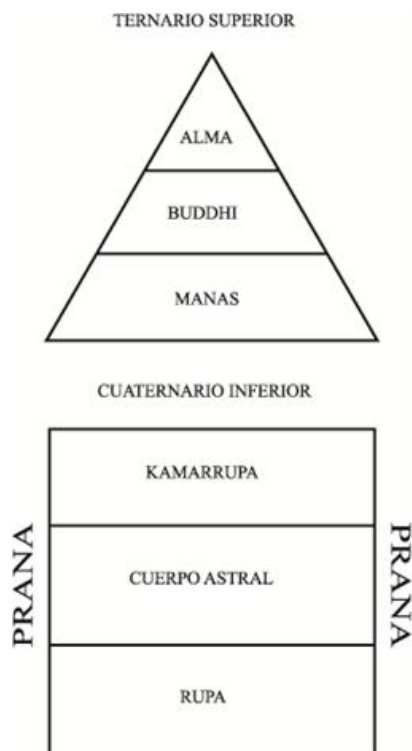 TERNARIO SUPERIOR
ALMA
BUDDHI
MANAS
CUATERNARIO INFERIOR
KAMARRUPA
PRANA
CUERPO ASTRAL
PRANA
RUPA